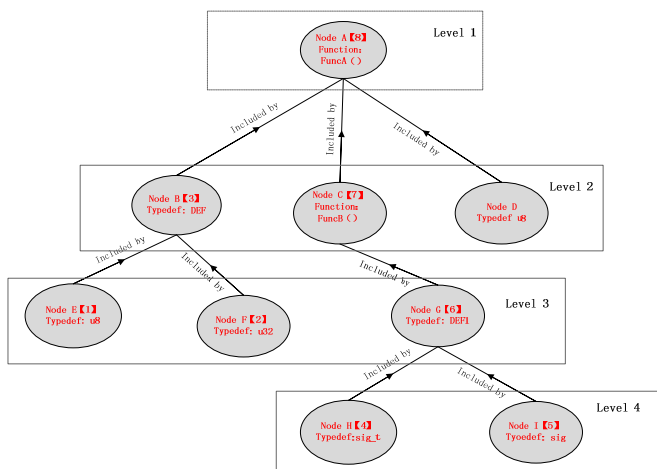 Node A【8】
Function:
FuncA()
Level 1
Included by
Included by
Included by
Node B【3】
Typedef: DEF
Node C【7】
Function:
FuncB()
Node D
Typedef u8
Level 2
Included by
Included by
Included by
Node E【1】
Typedef: u8
Node F【2】
Typedef: u32
Node G【6】
Typedef: DEF1
Level 3
Included by
Included by
Node H【4】
Typedef:sig_t
Node I【5】
Tyoedef: sig
Level 4